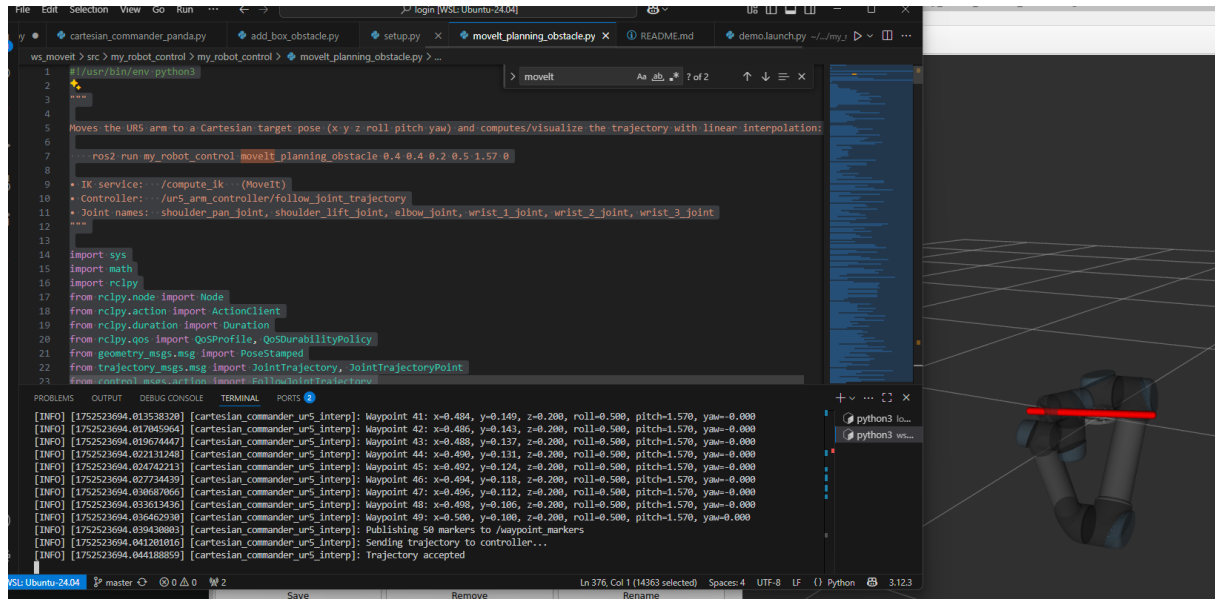 File Edit Selection View Go Run ... login [WSL: Ubuntu-24.04]
cartesian_commander_panda.py add_box_obstacle.py setup.py moveIt_planning_obstacle.py README.md demo.launch.py
ws_moveit > src > my_robot_control > my_robot_control > moveIt_planning_obstacle.py > ...
moveIt Aa ab ? of 2
1 #!/usr/bin/env python3
2
3 """
4
5 Moves the UR5 arm to a Cartesian target pose (x y z roll pitch yaw) and computes/visualize the trajectory with linear interpolation:
6
7 ros2 run my_robot_control moveIt_planning_obstacle 0.4 0.4 0.2 0.5 1.57 0
8
9 • IK service: /compute_ik (MoveIt)
10 • Controller: /ur5_arm_controller/follow_joint_trajectory
11 • Joint names: shoulder_pan_joint, shoulder_lift_joint, elbow_joint, wrist_1_joint, wrist_2_joint, wrist_3_joint
12 """
13
14 import sys
15 import math
16 import rclpy
17 from rclpy.node import Node
18 from rclpy.action import ActionClient
19 from rclpy.duration import Duration
20 from rclpy.qos import QoSProfile, QoSDurabilityPolicy
21 from geometry_msgs.msg import PoseStamped
22 from trajectory_msgs.msg import JointTrajectory, JointTrajectoryPoint
23 from control_msgs.action import FollowJointTrajectory
PROBLEMS OUTPUT DEBUG CONSOLE TERMINAL PORTS 2
[INFO] [1752523694.013538320] [cartesian_commander_ur5_interp]: Waypoint 41: x=0.484, y=0.149, z=0.200, roll=0.500, pitch=1.570, yaw=-0.000
[INFO] [1752523694.017045964] [cartesian_commander_ur5_interp]: Waypoint 42: x=0.486, y=0.143, z=0.200, roll=0.500, pitch=1.570, yaw=-0.000
[INFO] [1752523694.019674447] [cartesian_commander_ur5_interp]: Waypoint 43: x=0.488, y=0.137, z=0.200, roll=0.500, pitch=1.570, yaw=-0.000
[INFO] [1752523694.022131248] [cartesian_commander_ur5_interp]: Waypoint 44: x=0.490, y=0.131, z=0.200, roll=0.500, pitch=1.570, yaw=-0.000
[INFO] [1752523694.024742213] [cartesian_commander_ur5_interp]: Waypoint 45: x=0.492, y=0.124, z=0.200, roll=0.500, pitch=1.570, yaw=-0.000
[INFO] [1752523694.027734439] [cartesian_commander_ur5_interp]: Waypoint 46: x=0.494, y=0.118, z=0.200, roll=0.500, pitch=1.570, yaw=-0.000
[INFO] [1752523694.030687066] [cartesian_commander_ur5_interp]: Waypoint 47: x=0.496, y=0.112, z=0.200, roll=0.500, pitch=1.570, yaw=-0.000
[INFO] [1752523694.033613436] [cartesian_commander_ur5_interp]: Waypoint 48: x=0.498, y=0.106, z=0.200, roll=0.500, pitch=1.570, yaw=-0.000
[INFO] [1752523694.036462930] [cartesian_commander_ur5_interp]: Waypoint 49: x=0.500, y=0.100, z=0.200, roll=0.500, pitch=1.570, yaw=0.000
[INFO] [1752523694.039430803] [cartesian_commander_ur5_interp]: Publishing 50 markers to /waypoint_markers
[INFO] [1752523694.041201016] [cartesian_commander_ur5_interp]: Sending trajectory to controller...
[INFO] [1752523694.044188859] [cartesian_commander_ur5_interp]: Trajectory accepted
python3 lo...
python3 ws...
WSL: Ubuntu-24.04 master 0 0 2 Ln 376, Col 1 (14363 selected) Spaces: 4 UTF-8 LF {} Python 3.12.3
Save Remove Rename